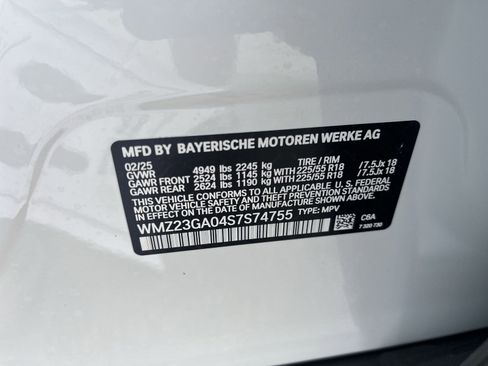 MFD BY BAYERISCHE MOTOREN WERKE AG
02/25 TIRE / RIM
GVWR 4949 lbs 2245 kg
GAWR FRONT 2524 lbs 1145 kg WITH 225/55 R18 /7.5Jx18
GAWR REAR 2624 lbs 1190 kg WITH 225/55 R18 /7.5Jx18
THIS VEHICLE CONFORMS TO ALL APPLICABLE U. S. FEDERAL
MOTOR VEHICLE SAFETY AND THEFT PREVENTION STANDARDS
IN EFFECT ON THE DATE OF MANUFACTURE SHOWN ABOVE.
WMZ23GA04S7S74755 TYPE: MPV
C6A